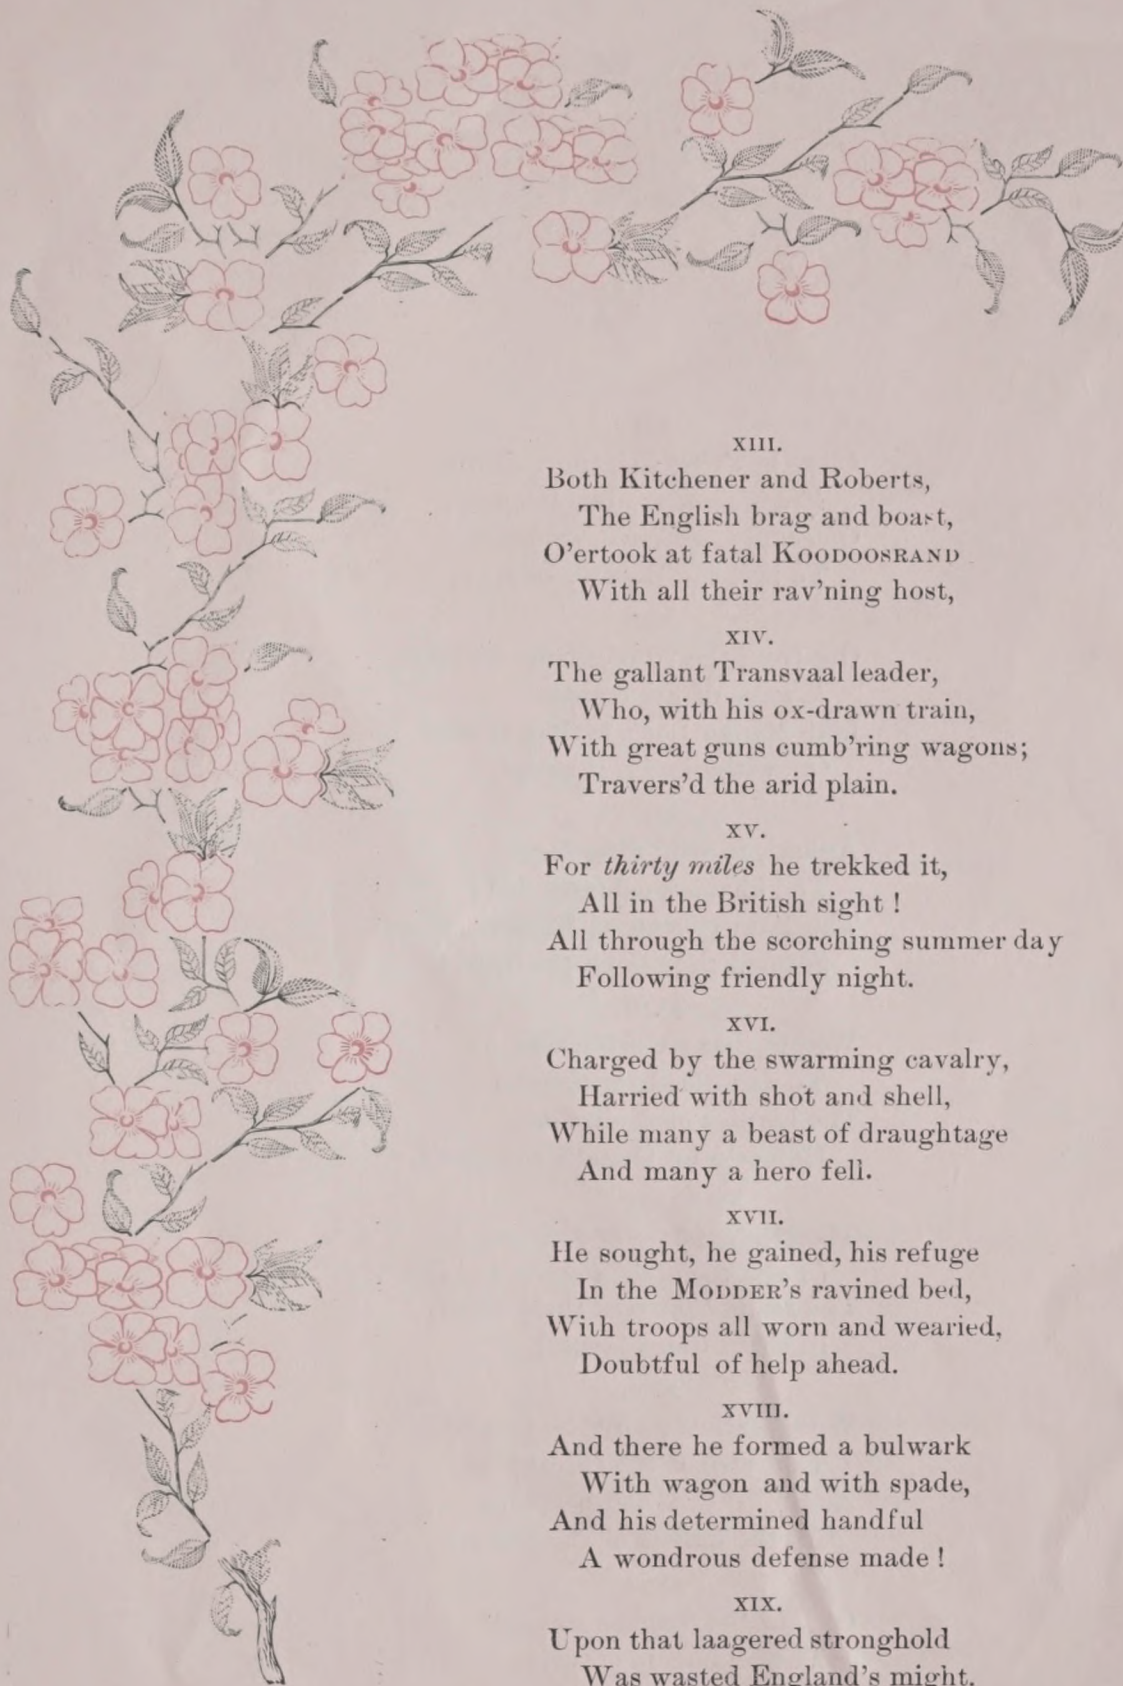 XIII.
Both Kitchener and Roberts,
The English brag and boast,
O'ertook at fatal KOODOOSRAND
With all their rav'ning host,
XIV.
The gallant Transvaal leader,
Who, with his ox-drawn train,
With great guns cumb'ring wagons;
Travers'd the arid plain.
XV.
For thirty miles he trekked it,
All in the British sight !
All through the scorching summer day
Following friendly night.
XVI.
Charged by the swarming cavalry,
Harried with shot and shell,
While many a beast of draughtage
And many a hero fell.
XVII.
He sought, he gained, his refuge
In the MODDER's ravined bed,
With troops all worn and wearied,
Doubtful of help ahead.
XVIII.
And there he formed a bulwark
With wagon and with spade,
And his determined handful
A wondrous defense made !
XIX.
Upon that laagered stronghold
Was wasted England's might.